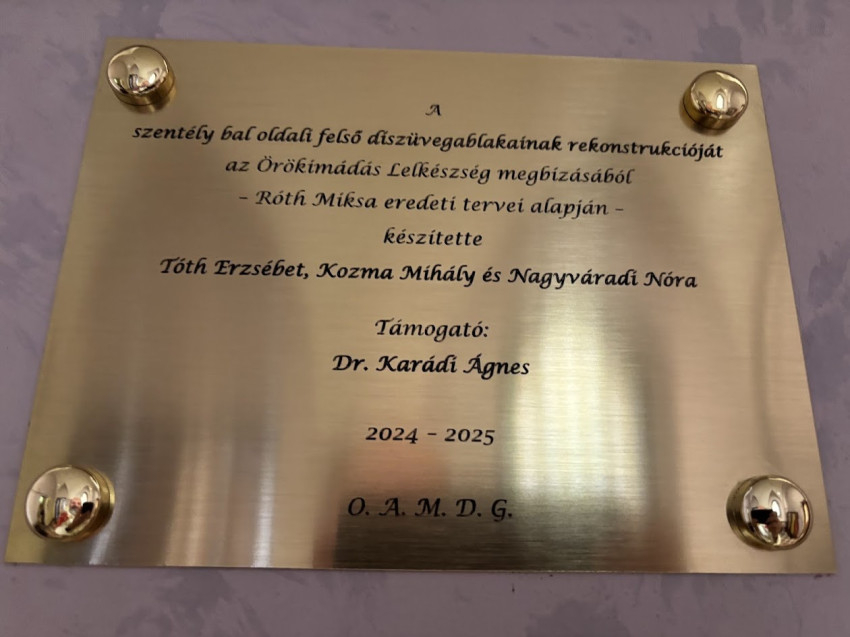 A
szentély bal oldali felső díszüvegablakainak rekonstrukcióját
az Örökimádás Lelkészség megbízásából
– Róth Miksa eredeti tervei alapján –
készítette
Tóth Erzsébet, Kozma Mihály és Nagyváradi Nóra
Támogató:
Dr. Karádi Ágnes
2024 – 2025
O. A. M. D. G.